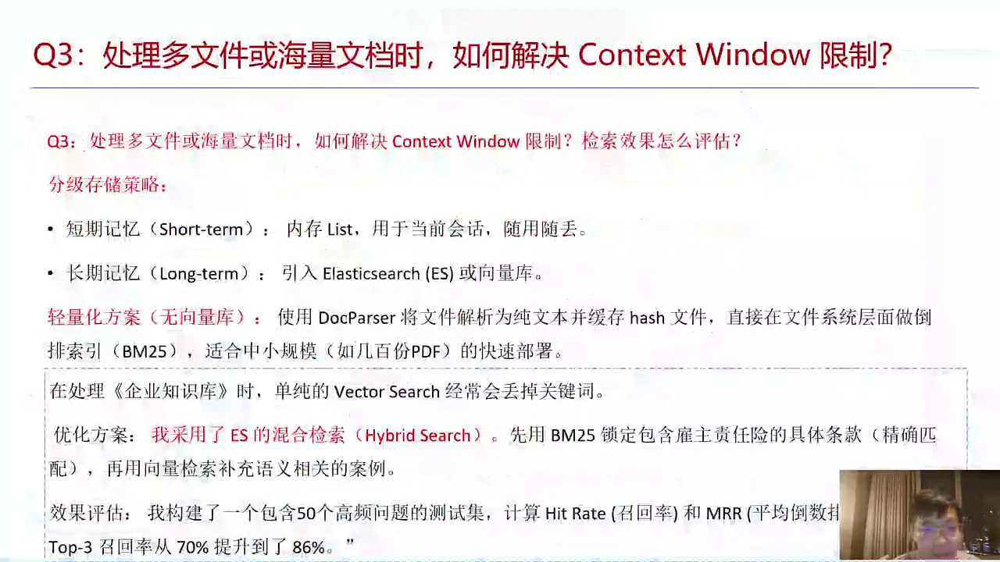 Q3：处理多文件或海量文档时，如何解决 Context Window 限制？
Q3：处理多文件或海量文档时，如何解决 Context Window 限制？检索效果怎么评估？
分级存储策略：
• 短期记忆（Short-term）： 内存 List，用于当前会话，随用随丢。
• 长期记忆（Long-term）： 引入 Elasticsearch (ES) 或向量库。
轻量化方案（无向量库）： 使用 DocParser 将文件解析为纯文本并缓存 hash 文件，直接在文件系统层面做倒
排索引（BM25），适合中小规模（如几百份PDF）的快速部署。
在处理《企业知识库》时，单纯的 Vector Search 经常会丢掉关键词。
优化方案： 我采用了 ES 的混合检索（Hybrid Search）。先用 BM25 锁定包含雇主责任险的具体条款（精确匹
配），再用向量检索补充语义相关的案例。
效果评估： 我构建了一个包含50个高频问题的测试集，计算 Hit Rate (召回率) 和 MRR (平均倒数排
Top-3 召回率从 70% 提升到了 86%。”